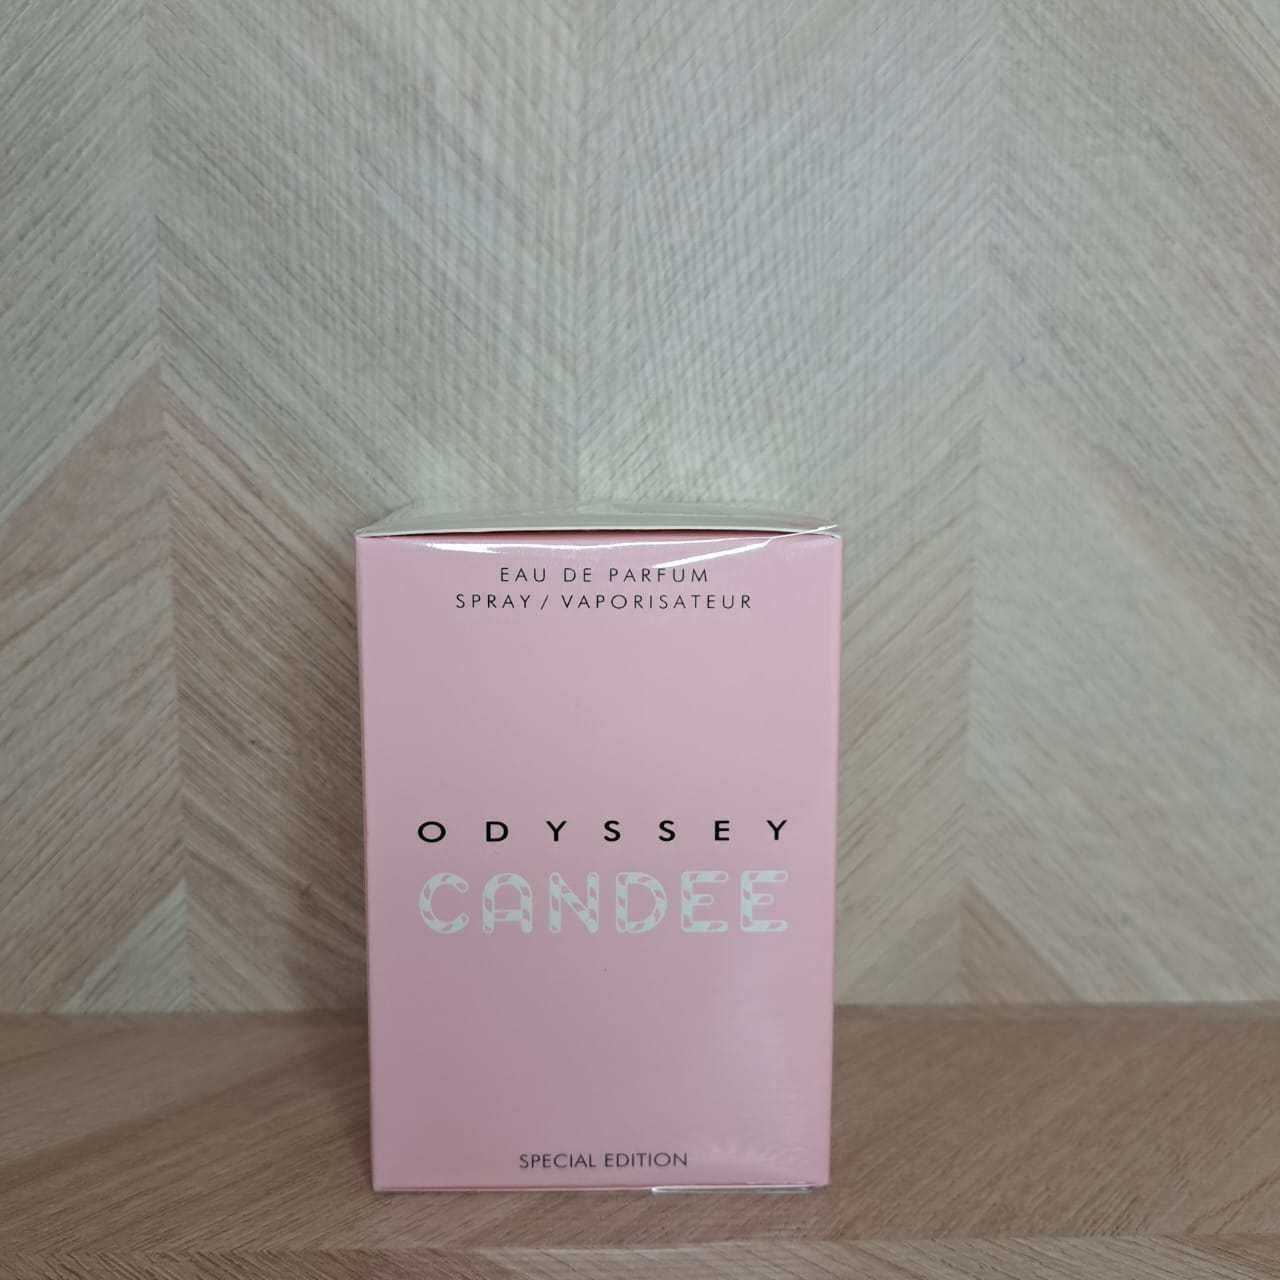 EAU DE PARFUM
SPRAY / VAPORISATEUR
ODYSSEY
CANDEE
SPECIAL EDITION